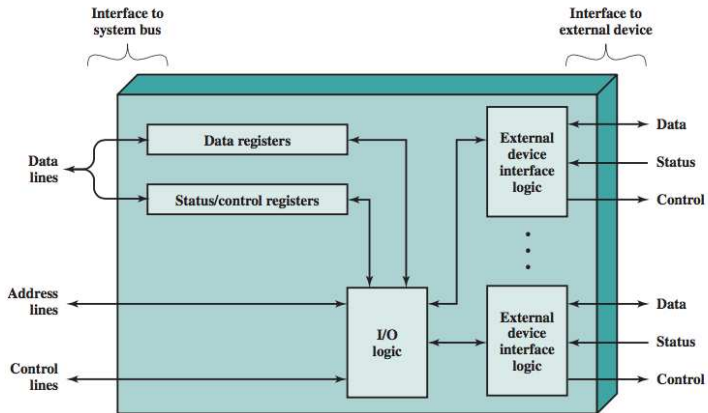 Interface to
system bus
Interface to
external device
Data registers
Status/control registers
Data
lines
Address
lines
Control
lines
I/O
logic
External
device
interface
logic
Data
Status
Control
External
device
interface
logic
Data
Status
Control